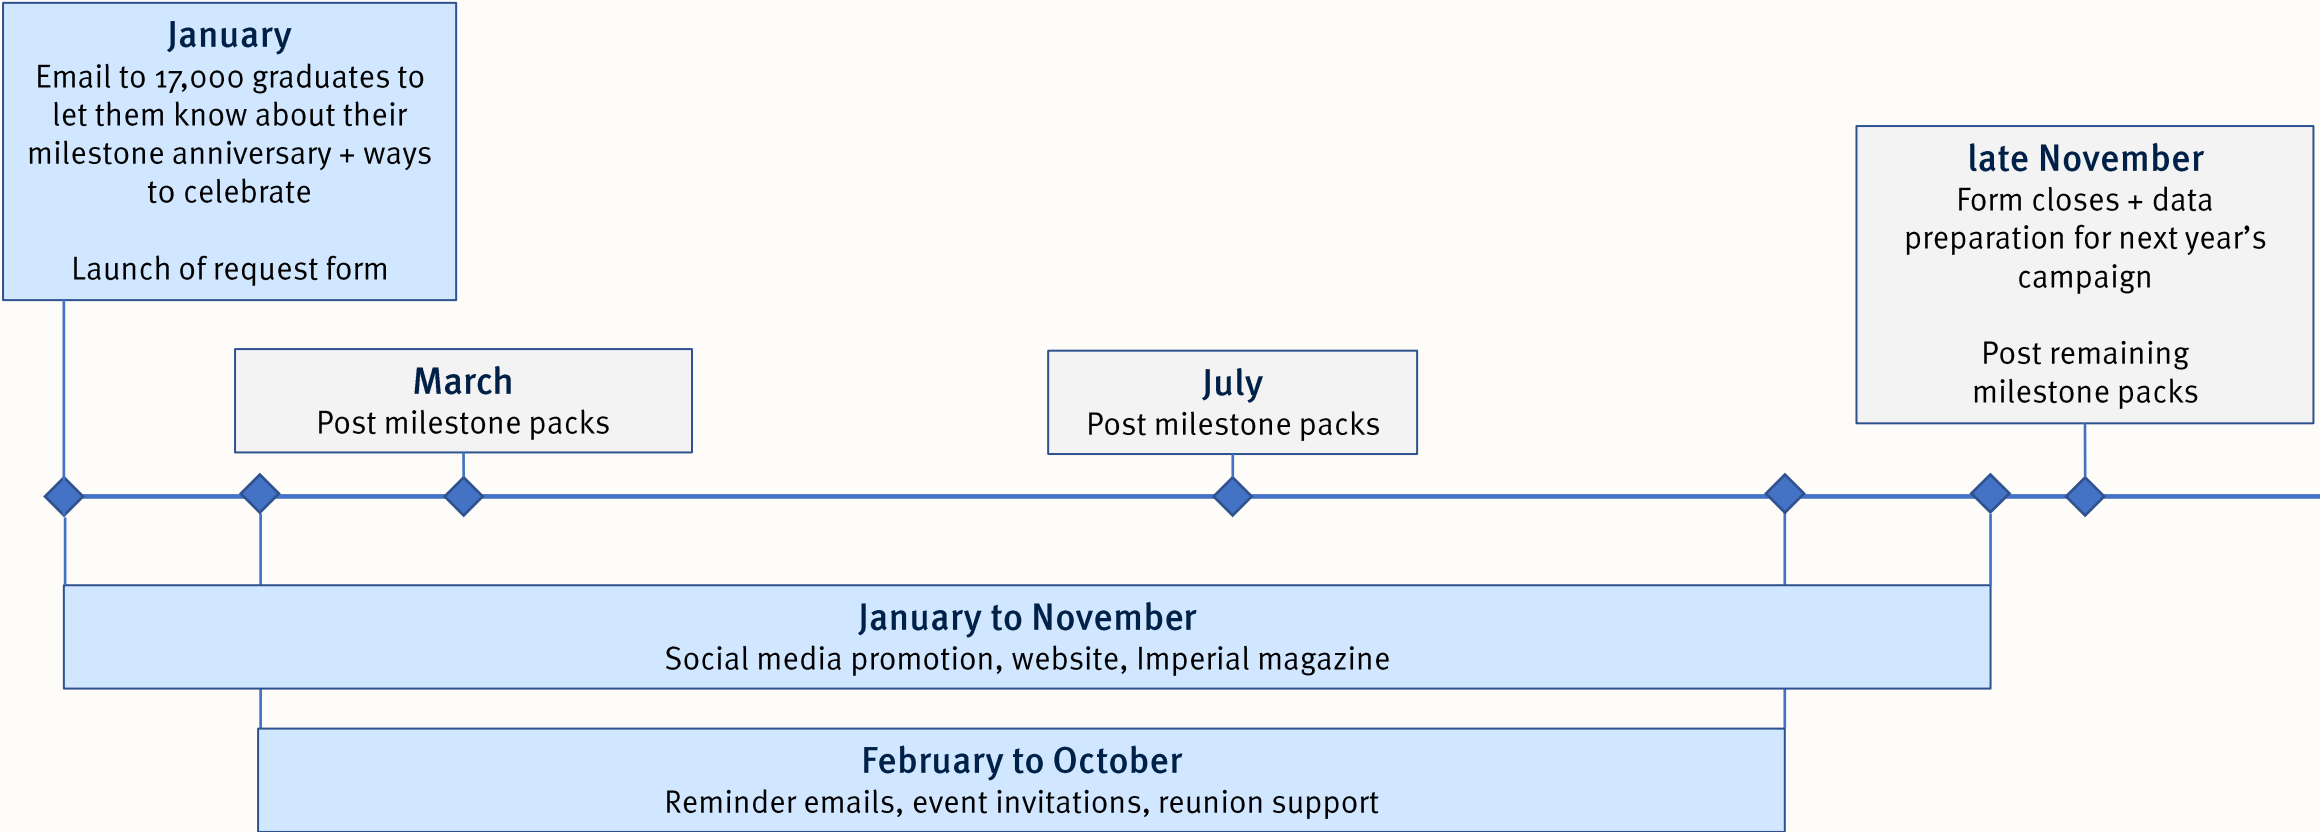 January
Email to 17,000 graduates to
let them know about their
milestone anniversary + ways
to celebrate
Launch of request form
March
Post milestone packs
July
Post milestone packs
late November
Form closes + data
preparation for next year’s
campaign
Post remaining
milestone packs
January to November
Social media promotion, website, Imperial magazine
February to October
Reminder emails, event invitations, reunion support